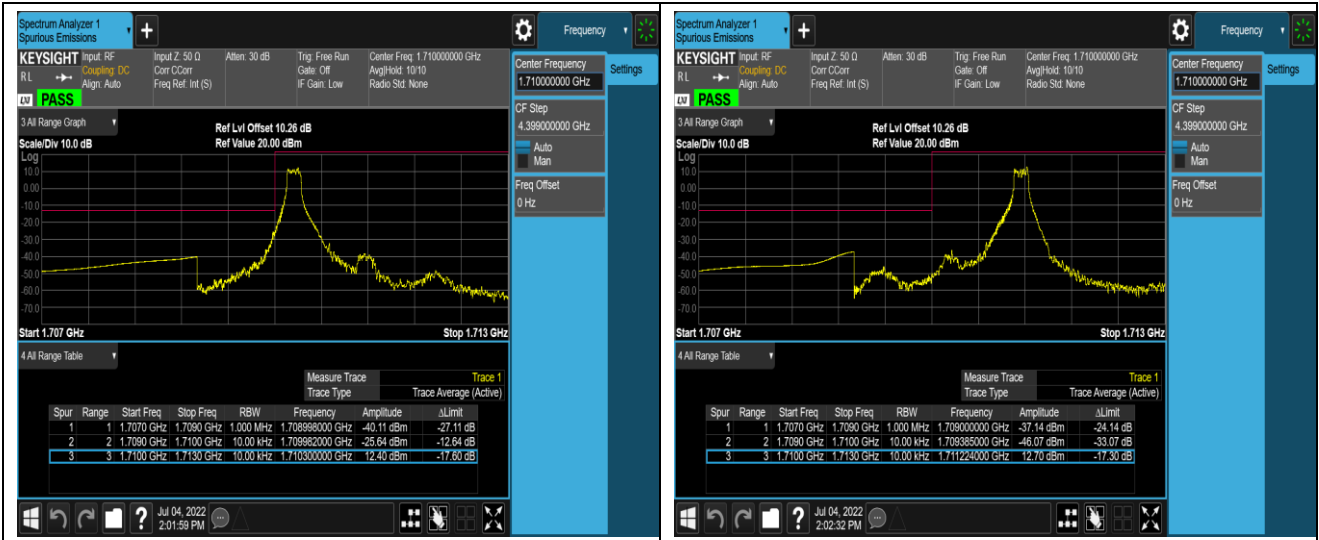 Spectrum Analyzer 1
Spurious Emissions
Frequency
KEYSIGHT Input: RF Input Z: 50 Ω Atten: 30 dB Trig: Free Run Center Freq: 1.710000000 GHz
RL Coupling: DC Corr CCorr Gate: Off Avg|Hold: 10/10
Align: Auto Freq Ref: Int (S) IF Gain: Low Radio Std: None
LXI PASS
Center Frequency
1.710000000 GHz
Settings
CF Step
4.399000000 GHz
Auto
Man
Freq Offset
0 Hz
3 All Range Graph
Ref Lvl Offset 10.26 dB
Scale/Div 10.0 dB Ref Value 20.00 dBm
Log
10.0
0.00
-10.0
-20.0
-30.0
-40.0
-50.0
-60.0
-70.0
Start 1.707 GHz Stop 1.713 GHz
4 All Range Table
Measure Trace Trace 1
Trace Type Trace Average (Active)
Spur Range Start Freq Stop Freq RBW Frequency Amplitude ΔLimit
1 1 1.7070 GHz 1.7090 GHz 1.000 MHz 1.708998000 GHz -40.11 dBm -27.11 dB
2 2 1.7090 GHz 1.7100 GHz 10.00 kHz 1.709982000 GHz -25.64 dBm -12.64 dB
3 3 1.7100 GHz 1.7130 GHz 10.00 kHz 1.710300000 GHz 12.40 dBm -17.60 dB
?
Jul 04, 2022
2:01:59 PM
Spectrum Analyzer 1
Spurious Emissions
Frequency
KEYSIGHT Input: RF Input Z: 50 Ω Atten: 30 dB Trig: Free Run Center Freq: 1.710000000 GHz
RL Coupling: DC Corr CCorr Gate: Off Avg|Hold: 10/10
Align: Auto Freq Ref: Int (S) IF Gain: Low Radio Std: None
LXI PASS
Center Frequency
1.710000000 GHz
Settings
CF Step
4.399000000 GHz
Auto
Man
Freq Offset
0 Hz
3 All Range Graph
Ref Lvl Offset 10.26 dB
Scale/Div 10.0 dB Ref Value 20.00 dBm
Log
10.0
0.00
-10.0
-20.0
-30.0
-40.0
-50.0
-60.0
-70.0
Start 1.707 GHz Stop 1.713 GHz
4 All Range Table
Measure Trace Trace 1
Trace Type Trace Average (Active)
Spur Range Start Freq Stop Freq RBW Frequency Amplitude ΔLimit
1 1 1.7070 GHz 1.7090 GHz 1.000 MHz 1.709000000 GHz -37.14 dBm -24.14 dB
2 2 1.7090 GHz 1.7100 GHz 10.00 kHz 1.709385000 GHz -46.07 dBm -33.07 dB
3 3 1.7100 GHz 1.7130 GHz 10.00 kHz 1.711224000 GHz 12.70 dBm -17.30 dB
?
Jul 04, 2022
2:02:32 PM